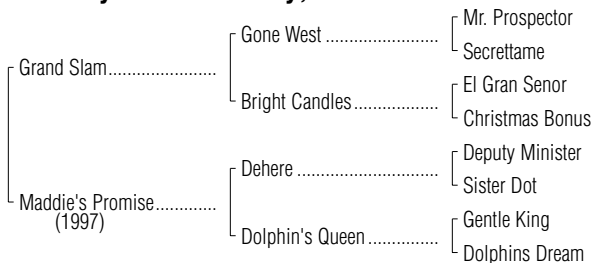 Mr. Prospector
Gone West
Secrettame
Grand Slam
El Gran Senor
Bright Candles
Christmas Bonus
Deputy Minister
Dehere
Sister Dot
Maddie's Promise
(1997)
Gentle King
Dolphin's Queen
Dolphins Dream